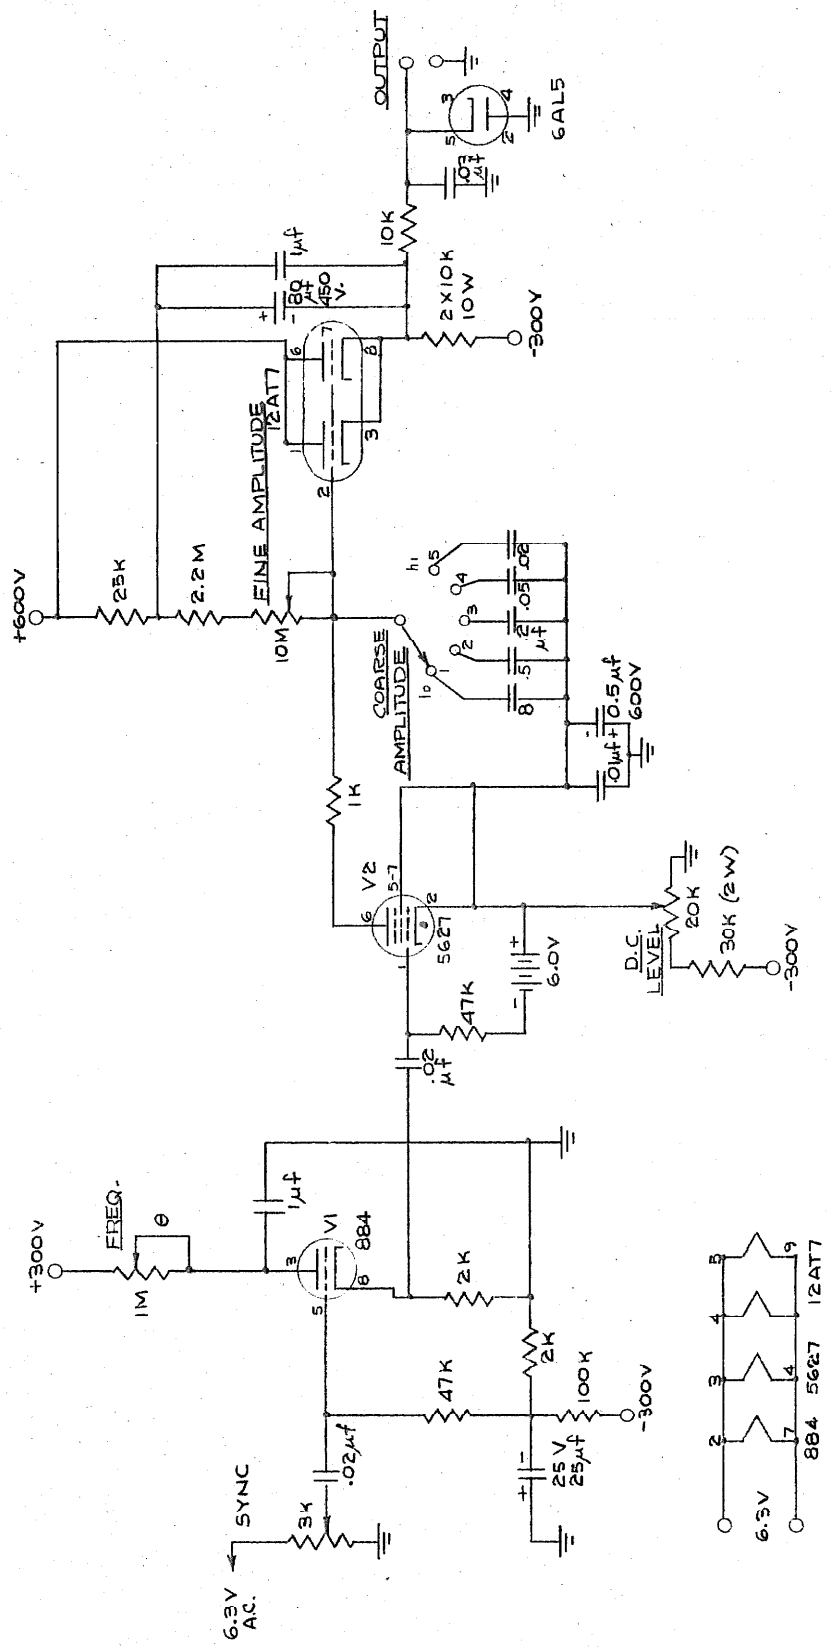 6.3V
A.C.
SYNC
3K
.02μf
47K
+
-
25V
25μf
100K
-300V
2K
+300V
FREQ.
1M
θ
1μf
V1
884
3
5
8
2K
.02
μf
47K
-
+
6.0V
V2
5627
6
5-7
1
2
1K
D.C.
LEVEL
20K
30K (2W)
-300V
+600V
25K
2.2M
10M
FINE AMPLITUDE
COARSE
AMPLITUDE
lo
hi
1
2
3
4
5
8
.5
.2
μf
.05
.02
.01μf
+
0.5μf
600V
12AT7
1
6
7
2
3
8
+
-
80
μf
450
V.
1μf
10K
2X10K
10W
-300V
.02
μf
OUTPUT
5
3
2
4
6AL5
6.3V
2
3
4
5
7
4
9
884
5627
12AT7